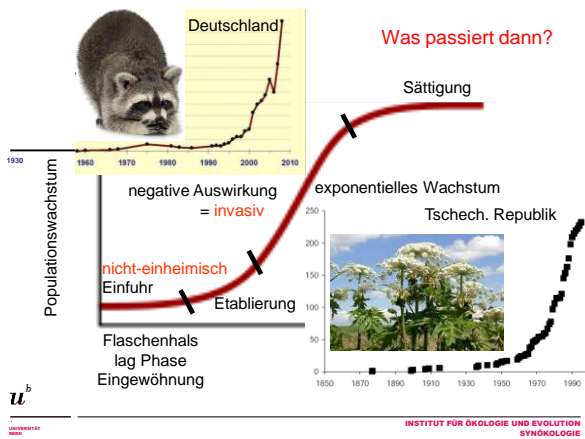 Deutschland
Was passiert dann?
Sättigung
1930
1960
1970
1980
1990
2000
2010
negative Auswirkung
= invasiv
exponentielles Wachstum
Tschech. Republik
Populationswachstum
nicht-einheimisch
Einfuhr
Etablierung
250
200
150
100
50
0
1850
1870
1890
1910
1930
1950
1970
1990
Flaschenhals
lag Phase
Eingewöhnung
u
b
UNIVERSITÄT
BERN
INSTITUT FÜR ÖKOLOGIE UND EVOLUTION
SYNÖKOLOGIE